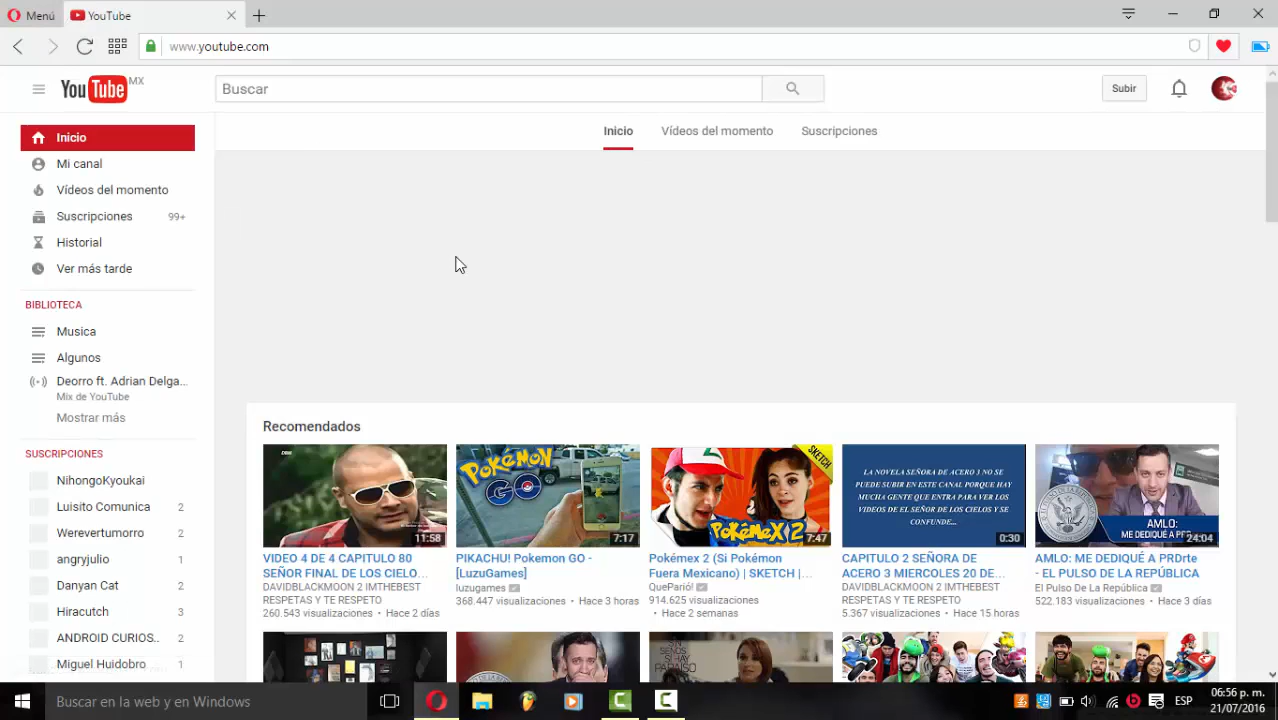 Menú
YouTube
www.youtube.com
YouTube MX
Buscar
Subir
Inicio
Mi canal
Vídeos del momento
Suscripciones 99+
Historial
Ver más tarde
BIBLIOTECA
Musica
Algunos
Deorro ft. Adrian Delga...
Mix de YouTube
Mostrar más
SUSCRIPCIONES
NihongoKyoukai
Luisito Comunica 2
Werevertumorro 2
angryjulio 1
Danyan Cat 2
Hiracutch 3
ANDROID CURIOS.. 2
Miguel Huidobro 1
Inicio Vídeos del momento Suscripciones
Recomendados
11:58
VIDEO 4 DE 4 CAPITULO 80
SEÑOR FINAL DE LOS CIELO...
DAVIDBLACKMOON 2 IMTHEBEST
RESPETAS Y TE RESPETO
260.543 visualizaciones • Hace 2 días
POKÉMON
GO
7:17
PIKACHU! Pokemon GO -
[LuzuGames]
luzugames
368.447 visualizaciones • Hace 3 horas
SKETCH
POKÉMEX 2
7:47
Pokémex 2 (Si Pokémon
Fuera Mexicano) | SKETCH |...
QueParió!
914.625 visualizaciones
• Hace 2 semanas
LA NOVELA SEÑORA DE ACERO 3 NO SE
PUEDE SUBIR EN ESTE CANAL PORQUE HAY
MUCHA GENTE QUE ENTRA PARA VER LOS
VIDEOS DE EL SEÑOR DE LOS CIELOS Y SE
CONFUNDE...
0:30
CAPITULO 2 SEÑORA DE
ACERO 3 MIERCOLES 20 DE...
DAVIDBLACKMOON 2 IMTHEBEST
RESPETAS Y TE RESPETO
5.367 visualizaciones • Hace 15 horas
AMLO:
ME DEDIQUÉ A PR
24:04
AMLO: ME DEDIQUÉ A PRDrte
- EL PULSO DE LA REPÚBLICA
El Pulso De La República
522.183 visualizaciones • Hace 3 días
SIN SENOS
SÍ HAY
PARAÍSO
Buscar en la web y en Windows
ESP
06:56 p. m.
21/07/2016